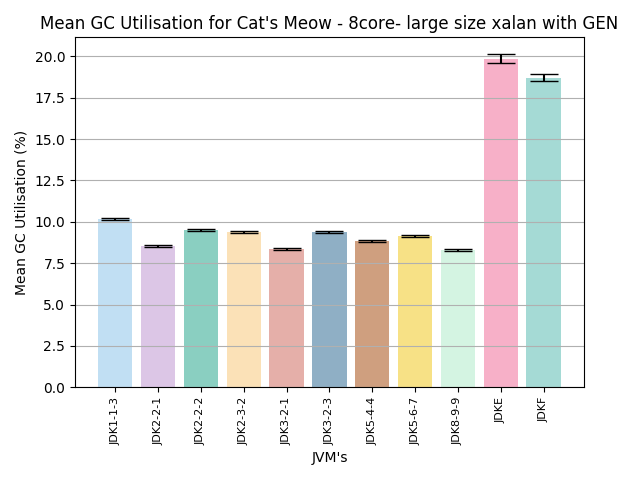 Mean GC Utilisation for Cat's Meow - 8core- large size xalan with GEN
Mean GC Utilisation (%)
20.0
17.5
15.0
12.5
10.0
7.5
5.0
2.5
0.0
JDK1-1-3
JDK2-2-1
JDK2-2-2
JDK2-3-2
JDK3-2-1
JDK3-2-3
JDK5-4-4
JDK5-6-7
JDK8-9-9
JDKE
JDKF
JVM's